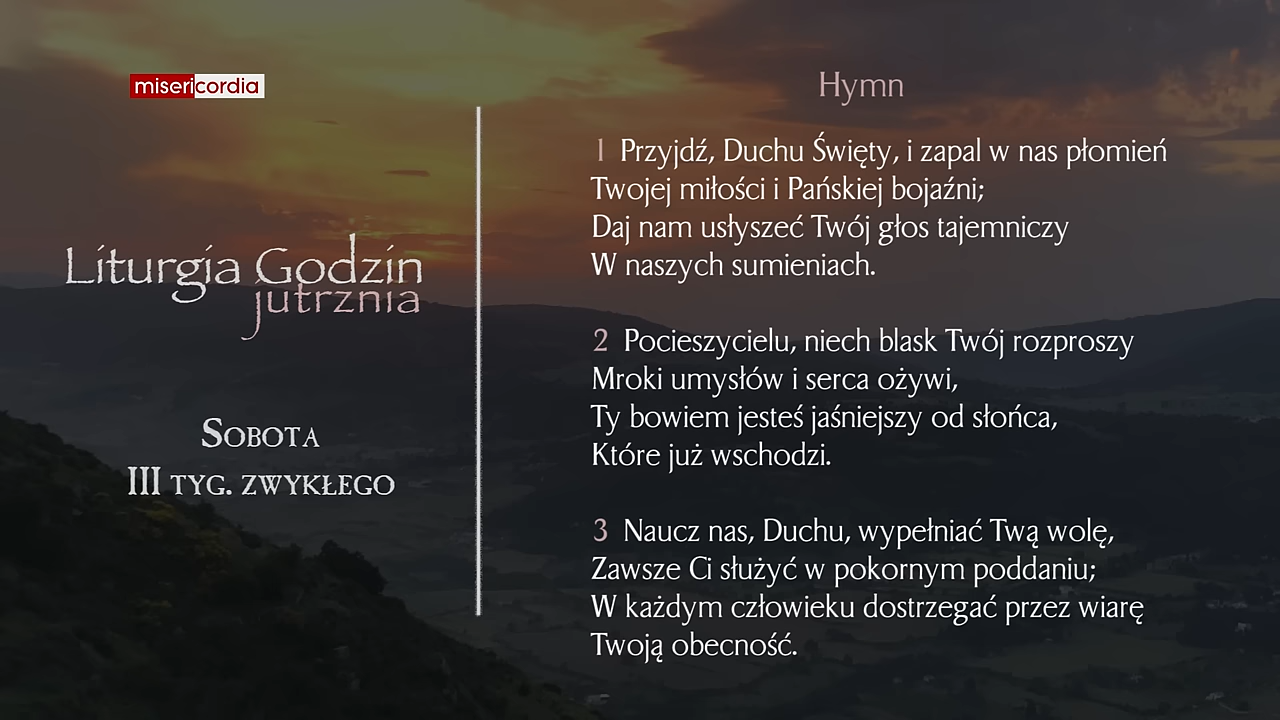 misericordia
Liturgia Godzin
jutrznia
Sobota
III tyg. zwykłego
Hymn
1 Przyjdź, Duchu Święty, i zapal w nas płomień
Twojej miłości i Pańskiej bojaźni;
Daj nam usłyszeć Twój głos tajemniczy
W naszych sumieniach.
2 Pocieszycielu, niech blask Twój rozproszy
Mroki umysłów i serca ożywi,
Ty bowiem jesteś jaśniejszy od słońca,
Które już wschodzi.
3 Naucz nas, Duchu, wypełniać Twą wolę,
Zawsze Ci służyć w pokornym poddaniu;
W każdym człowieku dostrzegać przez wiarę
Twoją obecność.